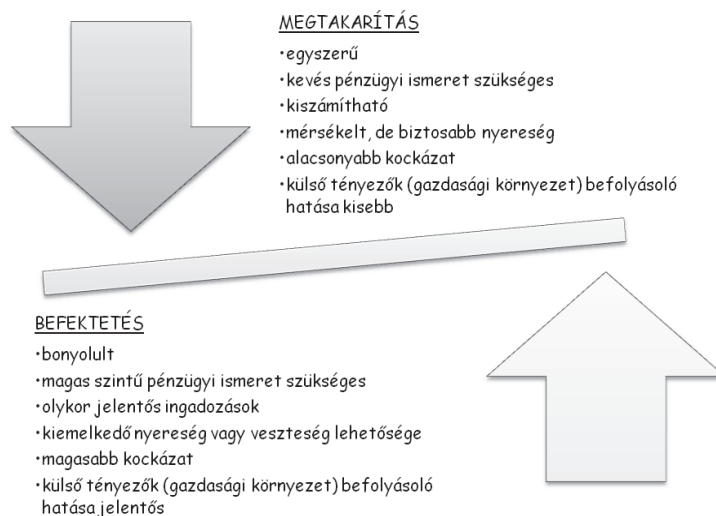 MEGTAKARÍTÁS
•egyszerű
•kevés pénzügyi ismeret szükséges
•kiszámítható
•mérsékelt, de biztosabb nyereség
•alacsonyabb kockázat
•külső tényezők (gazdasági környezet) befolyásoló
hatása kisebb
BEFEKTETÉS
•bonyolult
•magas szintű pénzügyi ismeret szükséges
•olykor jelentős ingadozások
•kiemelkedő nyereség vagy veszteség lehetősége
•magasabb kockázat
•külső tényezők (gazdasági környezet) befolyásoló
hatása jelentős